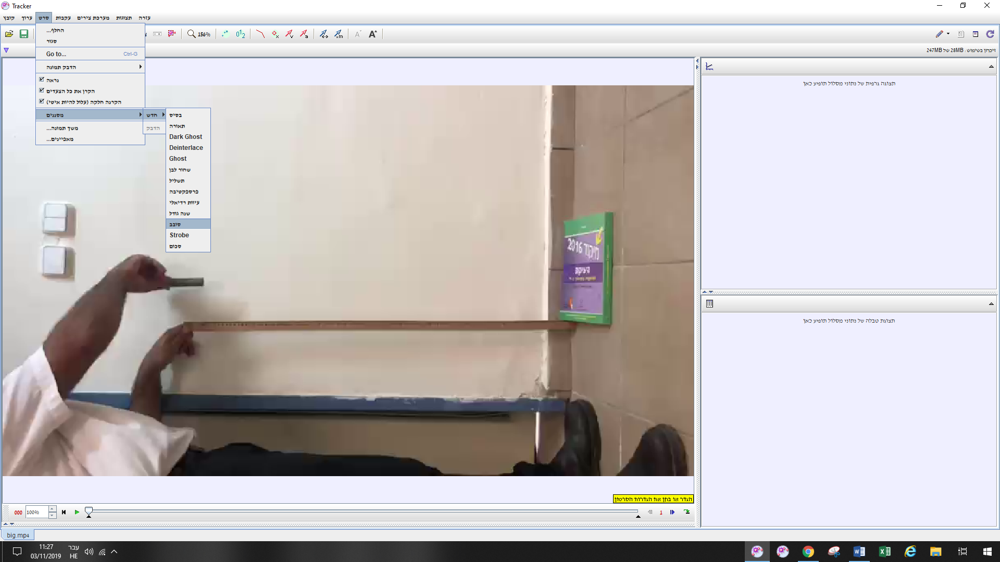 Tracker
קובץ ערוך סרט עקבות מערכת צירים תצוגות עזרה
156%
זיכרון בשימוש : 28MB של 247MB
החלף...
סגור
Go to... Ctrl-G
הדבק תמונה
נראה
הקרן את כל הצעדים
הקרנה חלקה (עלול להיות איטי)
מסננים
משך תמונה...
מאפיינים...
חדש
הדבק
בסיס
תאורה
Dark Ghost
Deinterlace
Ghost
שחור לבן
תשליל
פרספקטיבה
עיוות רדיאלי
שנה גודל
סובב
Strobe
סכום
תצוגה גרפית של נתוני מסלול תופיע כאן
תצוגת טבלה של נתוני מסלול תופיע כאן
מיקוד 2016
הגדר או בחן את הגדרות הסרטון
000 100% 1
big.mp4
11:27
03/11/2019
עבר
HE